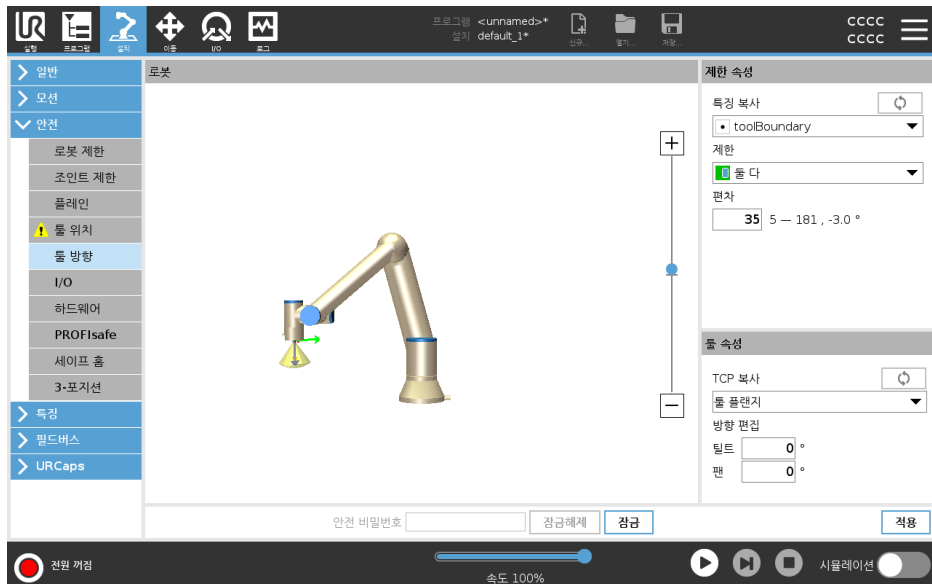 UR
실행
프로그램
설치
이동
I/O
로그
프로그램 <unnamed>*
설치 default_1*
신규...
열기...
저장...
CCCC
CCCC
일반
모션
안전
로봇 제한
조인트 제한
플레인
툴 위치
툴 방향
I/O
하드웨어
PROFIsafe
세이프 홈
3-포지션
특징
필드버스
URCaps
로봇
제한 속성
특징 복사
toolBoundary
제한
둘 다
편차
35 5 — 181 , -3.0 °
툴 속성
TCP 복사
툴 플랜지
방향 편집
틸트 0 °
팬 0 °
안전 비밀번호 잠금해제 잠금 적용
전원 꺼짐
속도 100%
시뮬레이션